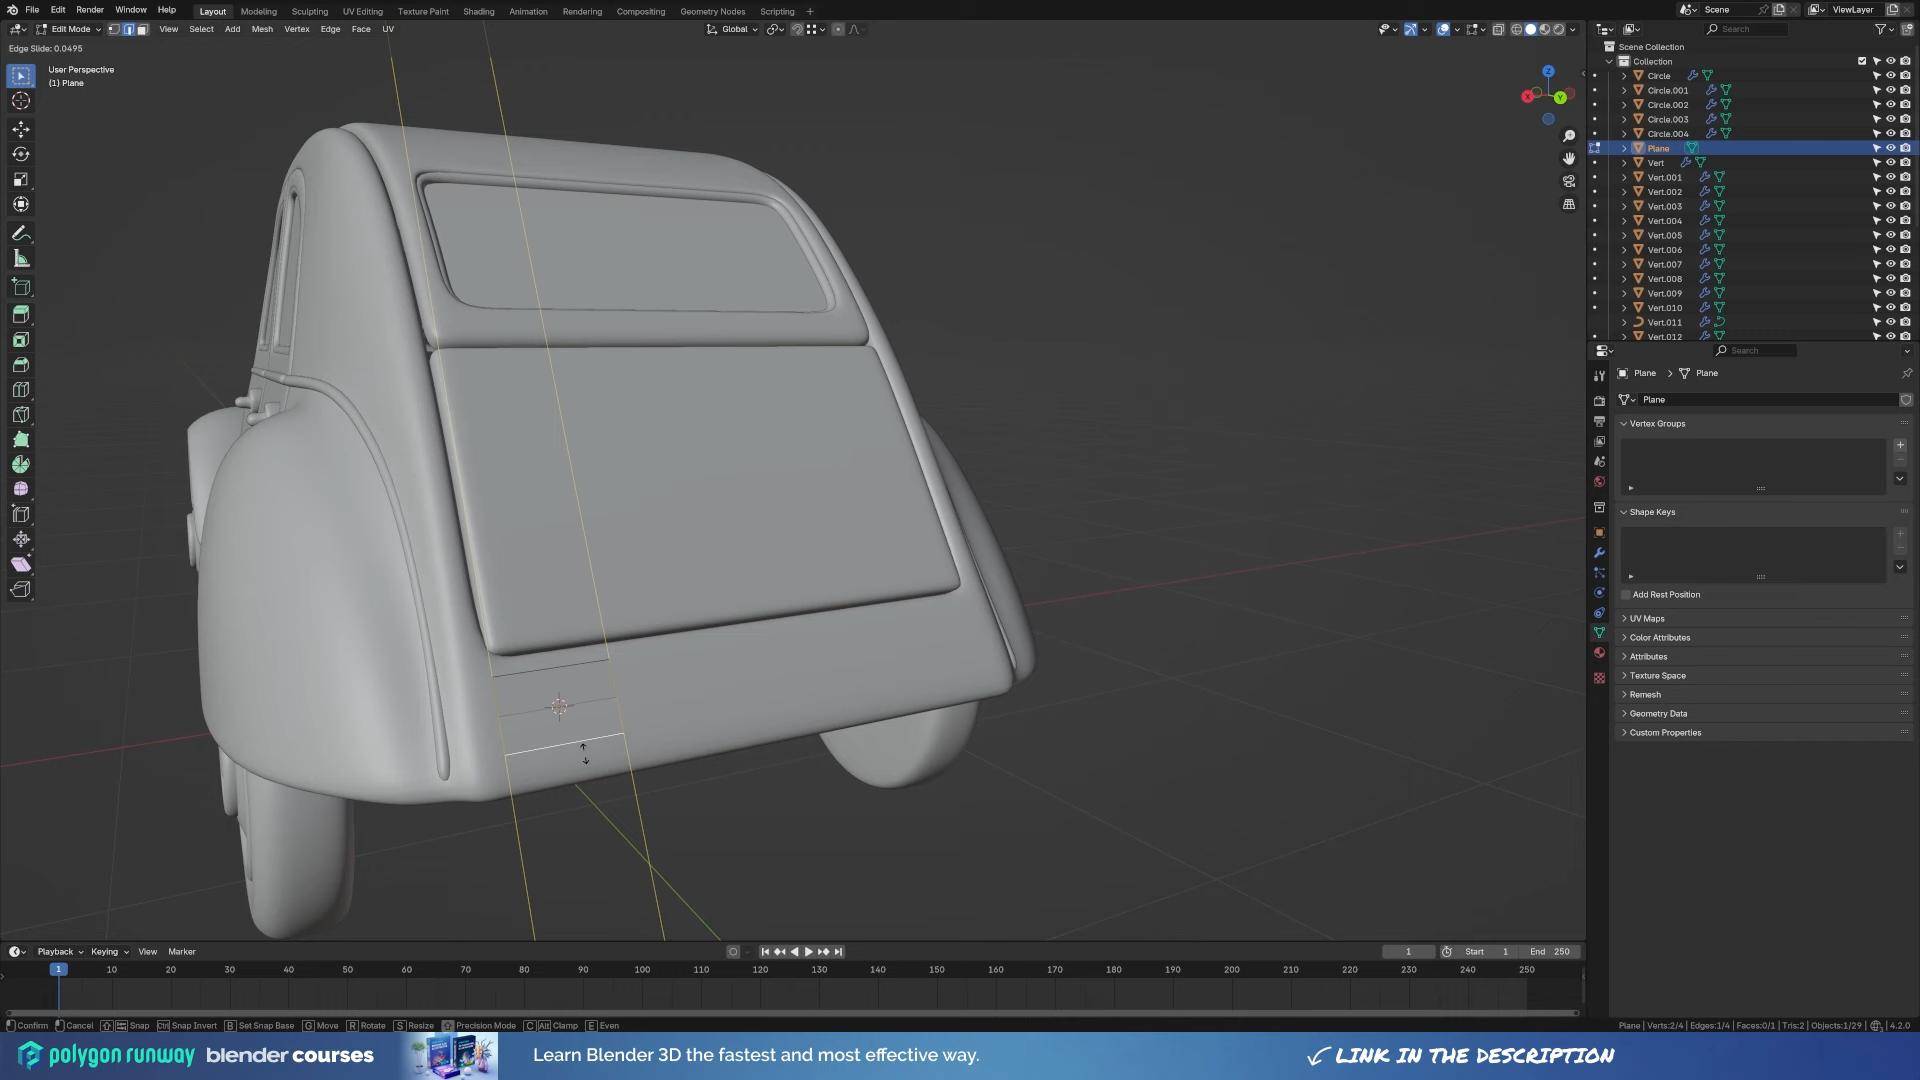 File Edit Render Window Help
Layout Modeling Sculpting UV Editing Texture Paint Shading Animation Rendering Compositing Geometry Nodes Scripting +
Scene ViewLayer
Edit Mode View Select Add Mesh Vertex Edge Face UV
Global
Search
Edge Slide: 0.0495
User Perspective
(1) Plane
Z
X
Y
Scene Collection
Collection
Circle
Circle.001
Circle.002
Circle.003
Circle.004
Plane
Vert
Vert.001
Vert.002
Vert.003
Vert.004
Vert.005
Vert.006
Vert.007
Vert.008
Vert.009
Vert.010
Vert.011
Vert.012
Search
Plane > Plane
Plane
Vertex Groups
Shape Keys
Add Rest Position
UV Maps
Color Attributes
Attributes
Texture Space
Remesh
Geometry Data
Custom Properties
Playback Keying View Marker
1 Start 1 End 250
1 10 20 30 40 50 60 70 80 90 100 110 120 130 140 150 160 170 180 190 200 210 220 230 240 250
Confirm Cancel Snap Ctrl Snap Invert B Set Snap Base G Move R Rotate S Resize Precision Mode C Alt Clamp E Even
Plane | Verts:2/4 | Edges:1/4 | Faces:0/1 | Tris:2 | Objects:1/29 | 4.2.0
polygon runway blender courses
Learn Blender 3D the fastest and most effective way.
LINK IN THE DESCRIPTION